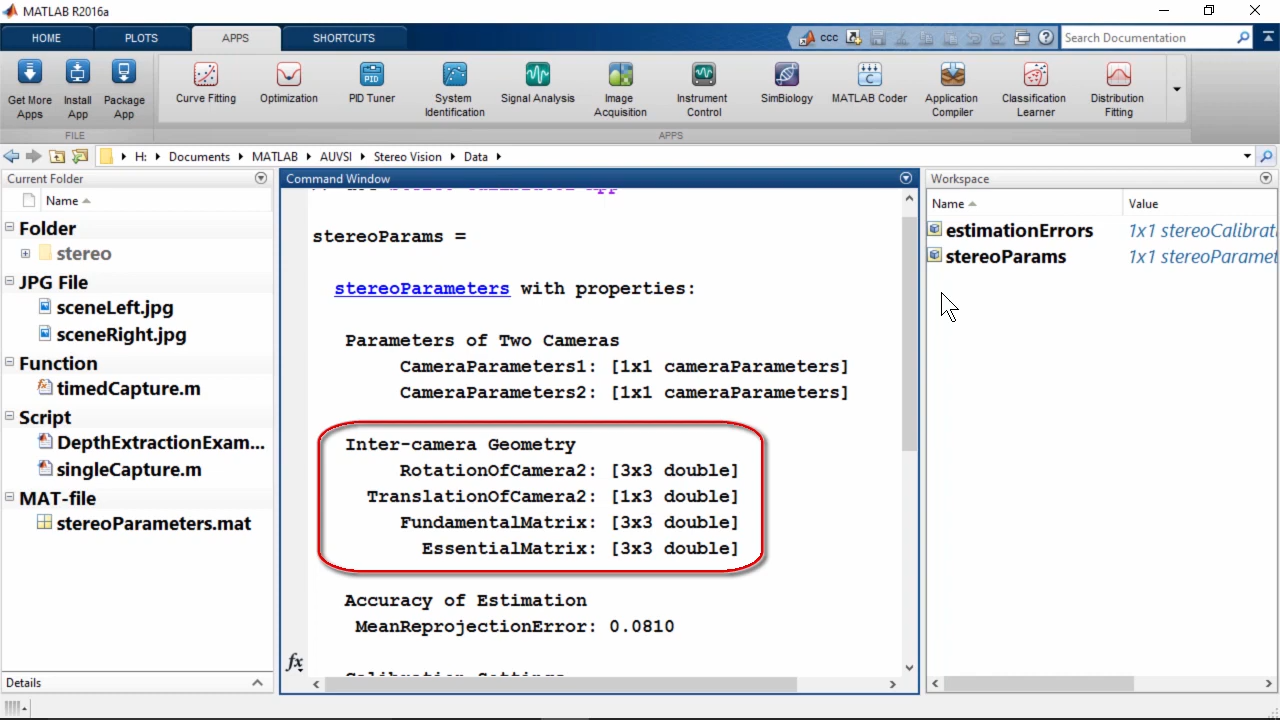 MATLAB R2016a
HOME
PLOTS
APPS
SHORTCUTS
ccc
Search Documentation
Get More Apps
Install App
Package App
Curve Fitting
Optimization
PID Tuner
System Identification
Signal Analysis
Image Acquisition
Instrument Control
SimBiology
MATLAB Coder
Application Compiler
Classification Learner
Distribution Fitting
FILE
APPS
H: Documents MATLAB AUVSI Stereo Vision Data
Current Folder
Name
Folder
stereo
JPG File
sceneLeft.jpg
sceneRight.jpg
Function
timedCapture.m
Script
DepthExtractionExam...
singleCapture.m
MAT-file
stereoParameters.mat
Details
Command Window
stereoParams =
stereoParameters with properties:
Parameters of Two Cameras
CameraParameters1: [1x1 cameraParameters]
CameraParameters2: [1x1 cameraParameters]
Inter-camera Geometry
RotationOfCamera2: [3x3 double]
TranslationOfCamera2: [1x3 double]
FundamentalMatrix: [3x3 double]
EssentialMatrix: [3x3 double]
Accuracy of Estimation
MeanReprojectionError: 0.0810
fx
Workspace
Name Value
estimationErrors 1x1 stereoCalibrat
stereoParams 1x1 stereoParamet